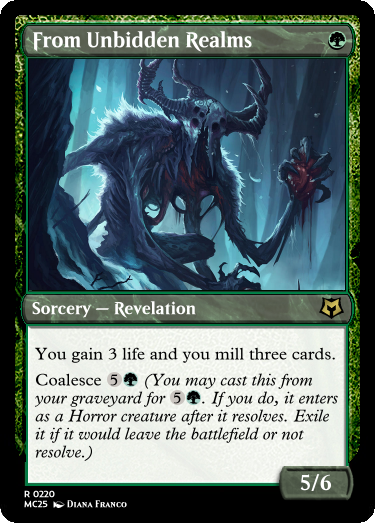 From Unbidden Realms
Sorcery — Revelation
You gain 3 life and you mill three cards.
Coalesce 5 (You may cast this from
your graveyard for 5. If you do, it enters
as a Horror creature after it resolves. Exile
it if it would leave the battlefield or not
resolve.)
5/6
R 0220
MC25 Diana Franco